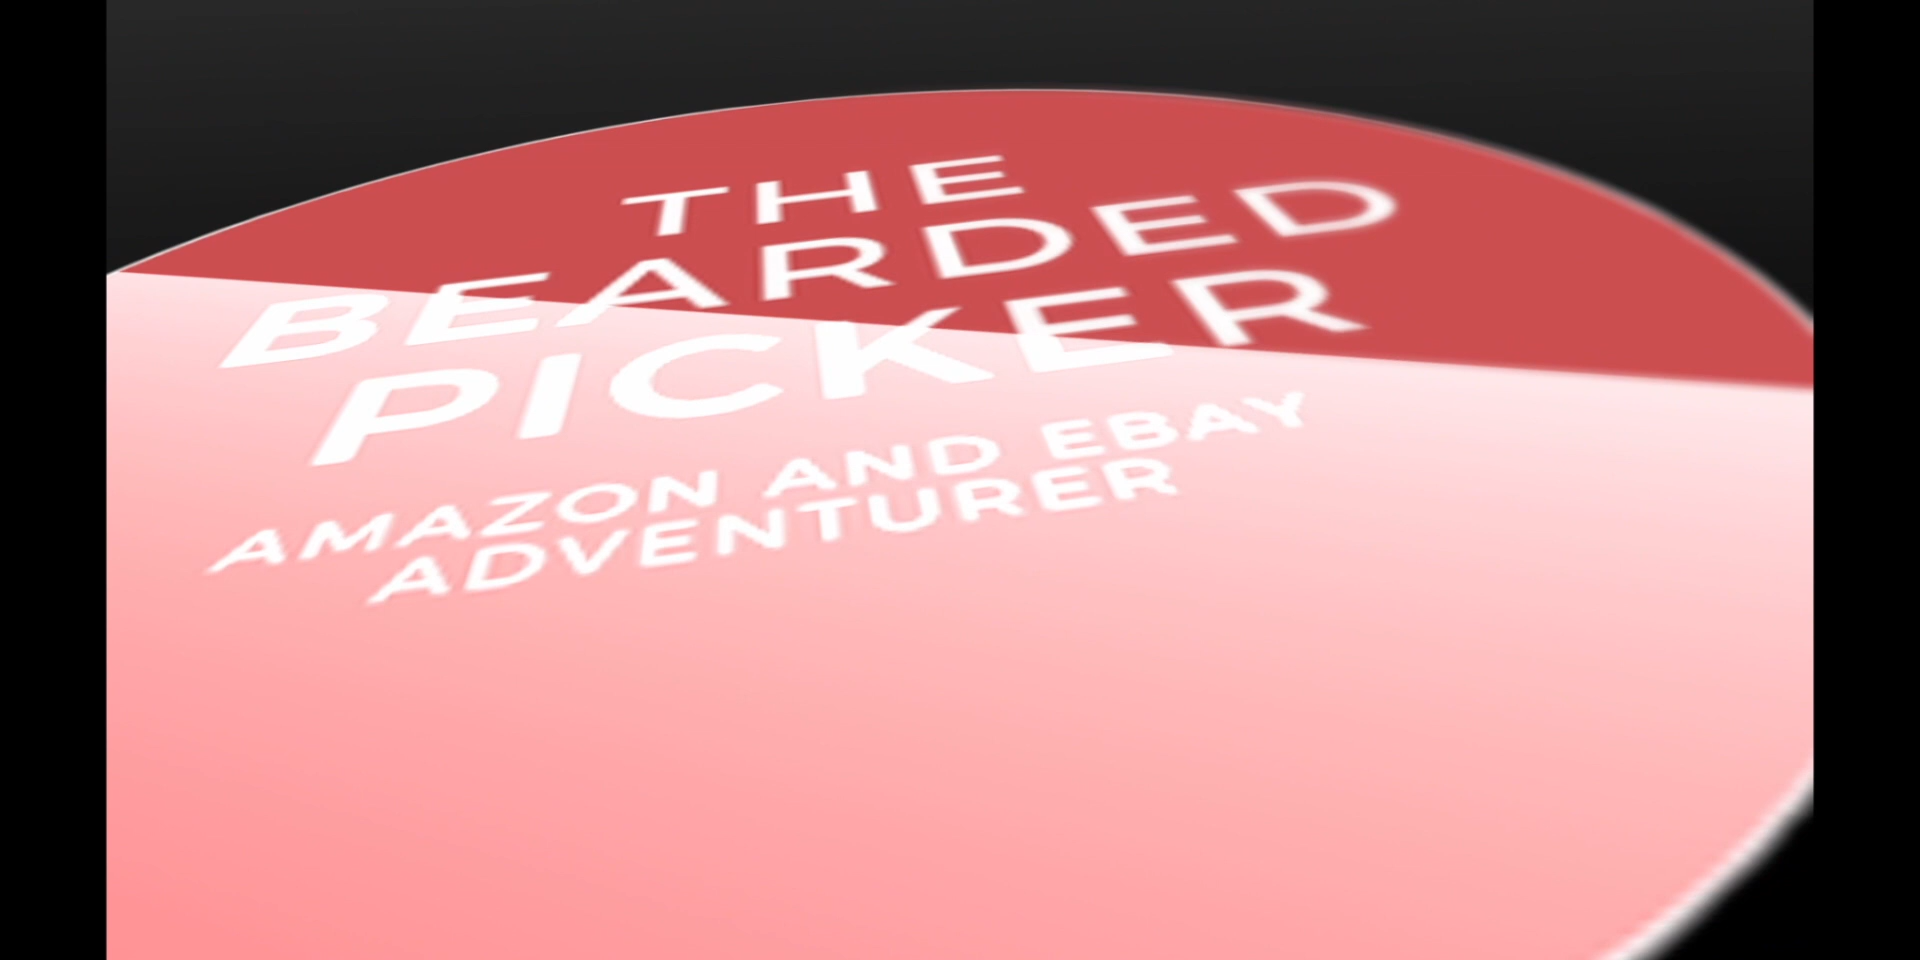 THE
BEARDED
PICKER
AMAZON AND EBAY
ADVENTURER